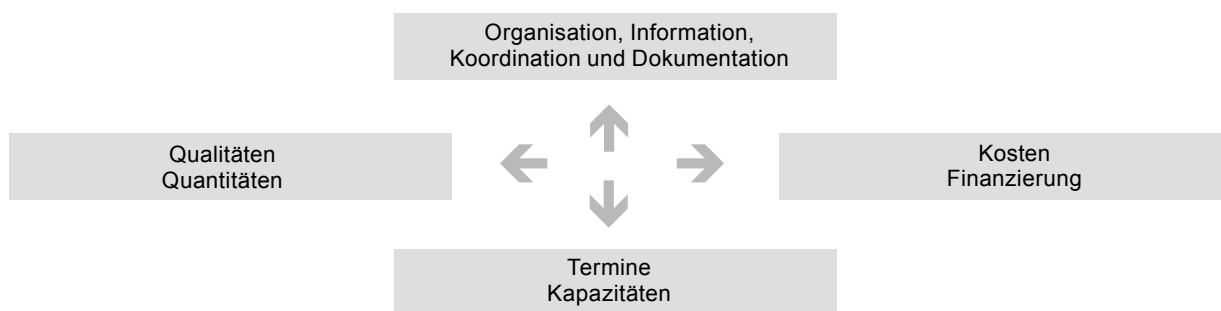 Organisation, Information,
Koordination und Dokumentation
Qualitäten
Quantitäten
Kosten
Finanzierung
Termine
Kapazitäten